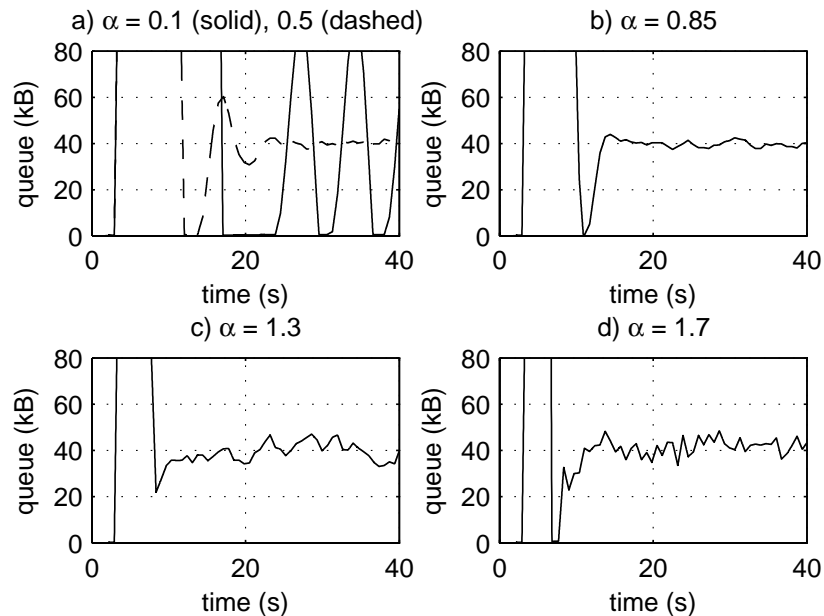 a) α = 0.1 (solid), 0.5 (dashed)
80
60
40
20
0
queue (kB)
0 20 40
time (s)
b) α = 0.85
80
60
40
20
0
queue (kB)
0 20 40
time (s)
c) α = 1.3
80
60
40
20
0
queue (kB)
0 20 40
time (s)
d) α = 1.7
80
60
40
20
0
queue (kB)
0 20 40
time (s)